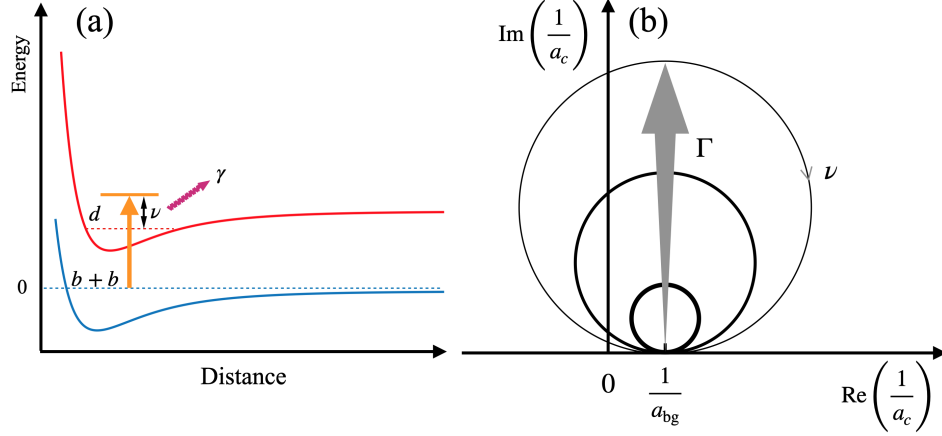 (a)
Energy
γ
d
ν
b + b
0
Distance
(b)
Im(1/a_c)
Γ
ν
0
1/a_bg
Re(1/a_c)